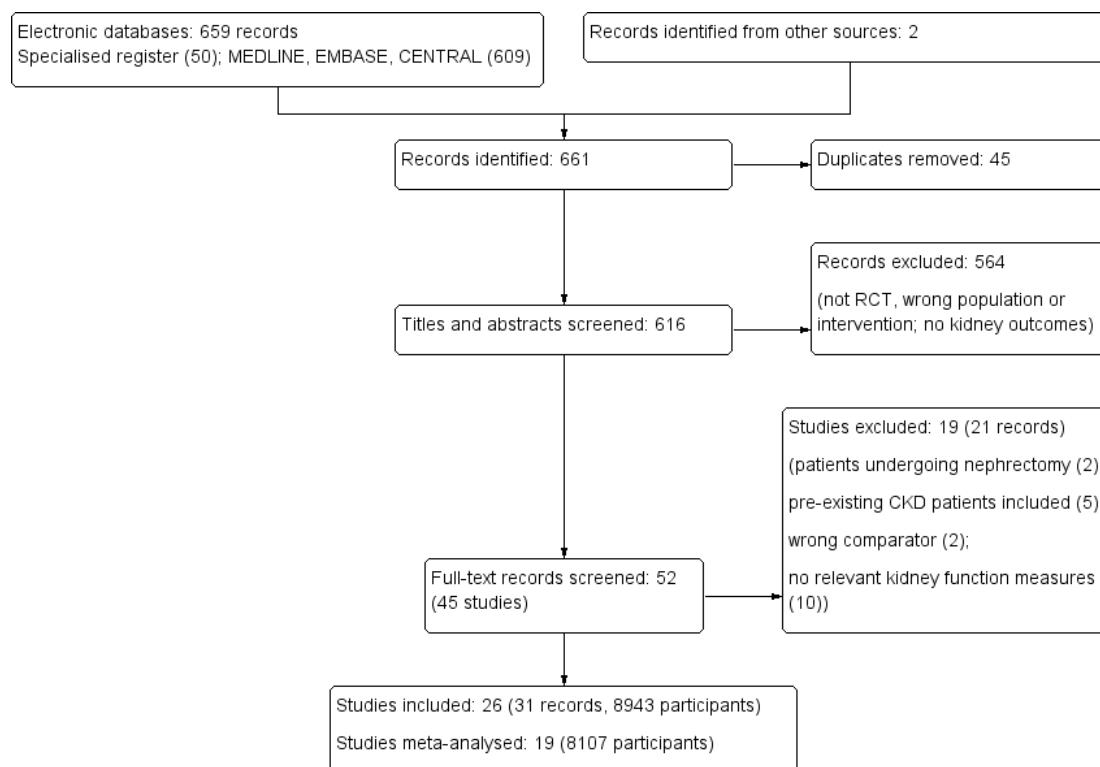 Electronic databases: 659 records
Specialised register (50); MEDLINE, EMBASE, CENTRAL (609)
Records identified from other sources: 2
Records identified: 661
Duplicates removed: 45
Records excluded: 564
(not RCT, wrong population or
intervention; no kidney outcomes)
Titles and abstracts screened: 616
Studies excluded: 19 (21 records)
(patients undergoing nephrectomy (2)
pre-existing CKD patients included (5)
wrong comparator (2);
no relevant kidney function measures
(10))
Full-text records screened: 52
(45 studies)
Studies included: 26 (31 records, 8943 participants)
Studies meta-analysed: 19 (8107 participants)